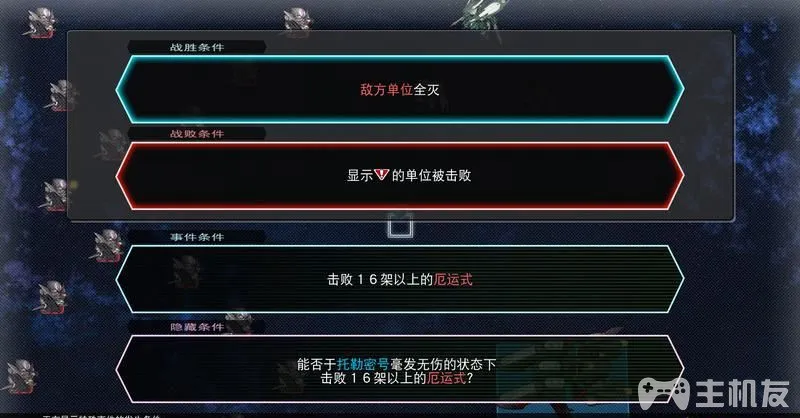 战胜条件
敌方单位全灭
战败条件
显示!的单位被击败
事件条件
击败16架以上的厄运式
隐藏条件
能否于托勒密号毫发无伤的状态下
击败16架以上的厄运式?
主机友